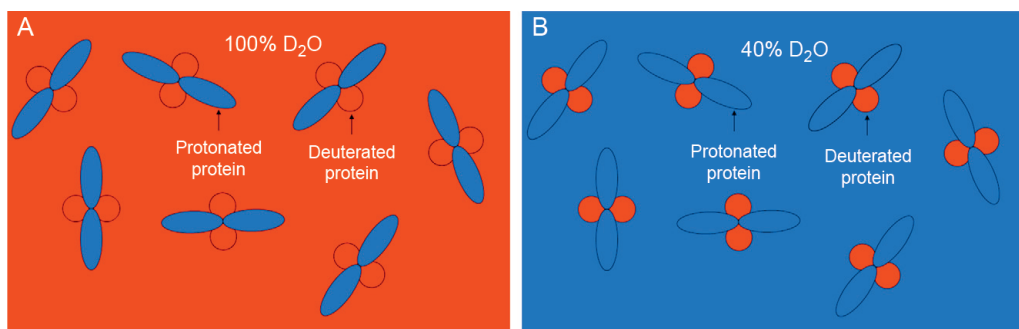 A
100% D₂O
Protonated
protein
Deuterated
protein
B
40% D₂O
Protonated
protein
Deuterated
protein